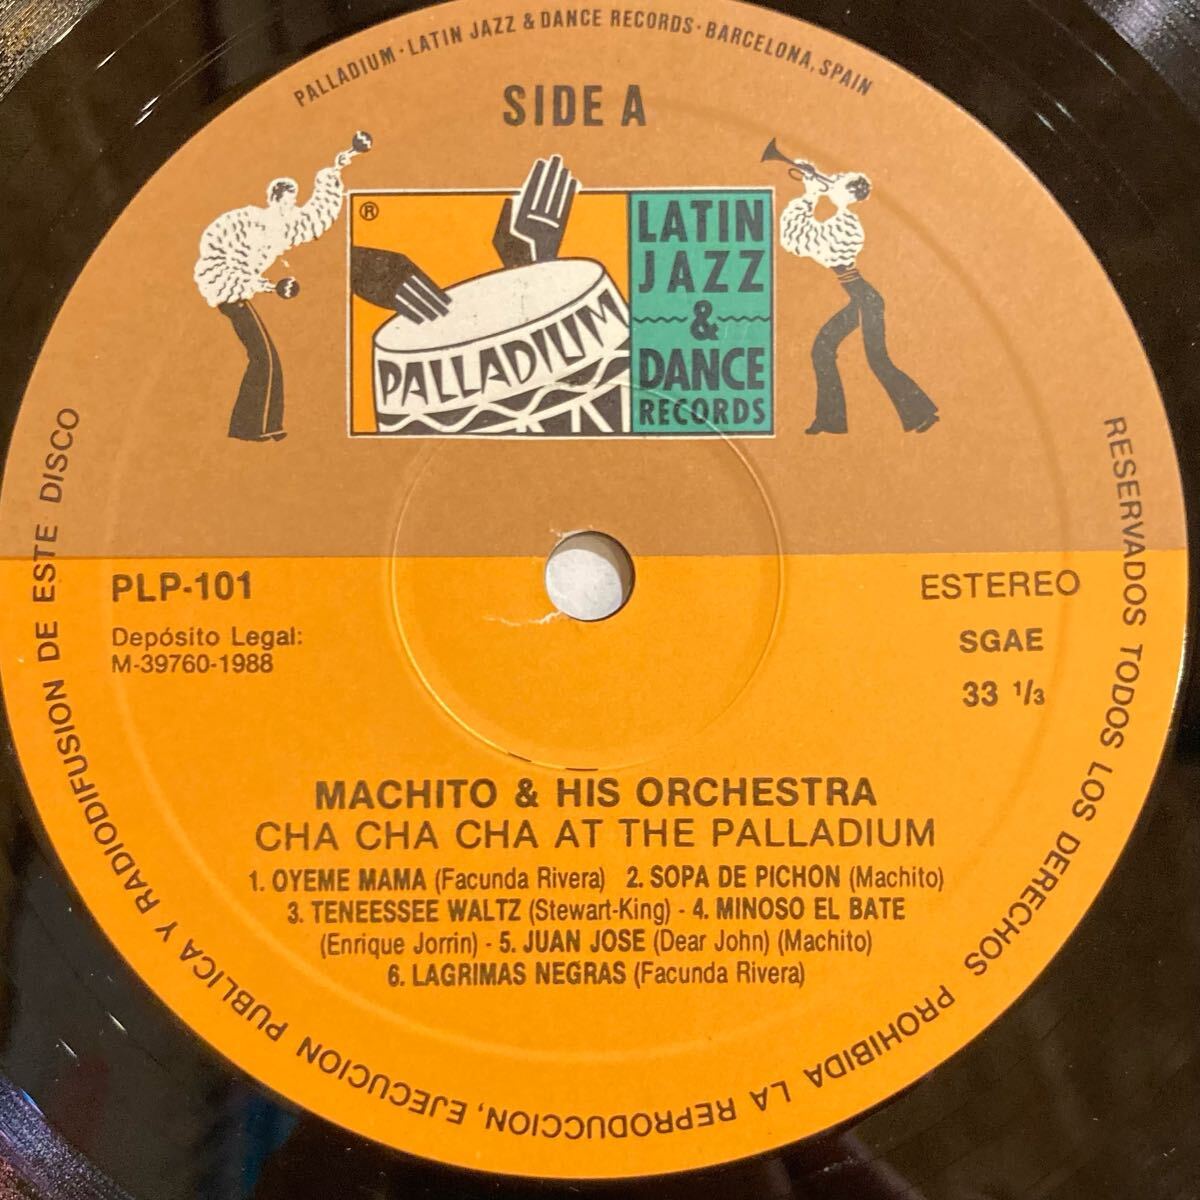 PALLADIUM · LATIN JAZZ & DANCE RECORDS · BARCELONA, SPAIN
SIDE A
®
PALLADIUM
LATIN
JAZZ
&
DANCE
RECORDS
PLP-101
Depósito Legal:
M-39760-1988
ESTEREO
SGAE
33 1/3
MACHITO & HIS ORCHESTRA
CHA CHA CHA AT THE PALLADIUM
1. OYEME MAMA (Facunda Rivera) 2. SOPA DE PICHON (Machito)
3. TENEESSEE WALTZ (Stewart-King) - 4. MINOSO EL BATE
(Enrique Jorrin) - 5. JUAN JOSE (Dear John) (Machito)
6. LAGRIMAS NEGRAS (Facunda Rivera)
RESERVADOS TODOS LOS DERECHOS PROHIBIDA LA REPRODUCCION, EJECUCION PUBLICA Y RADIODIFUSION DE ESTE DISCO